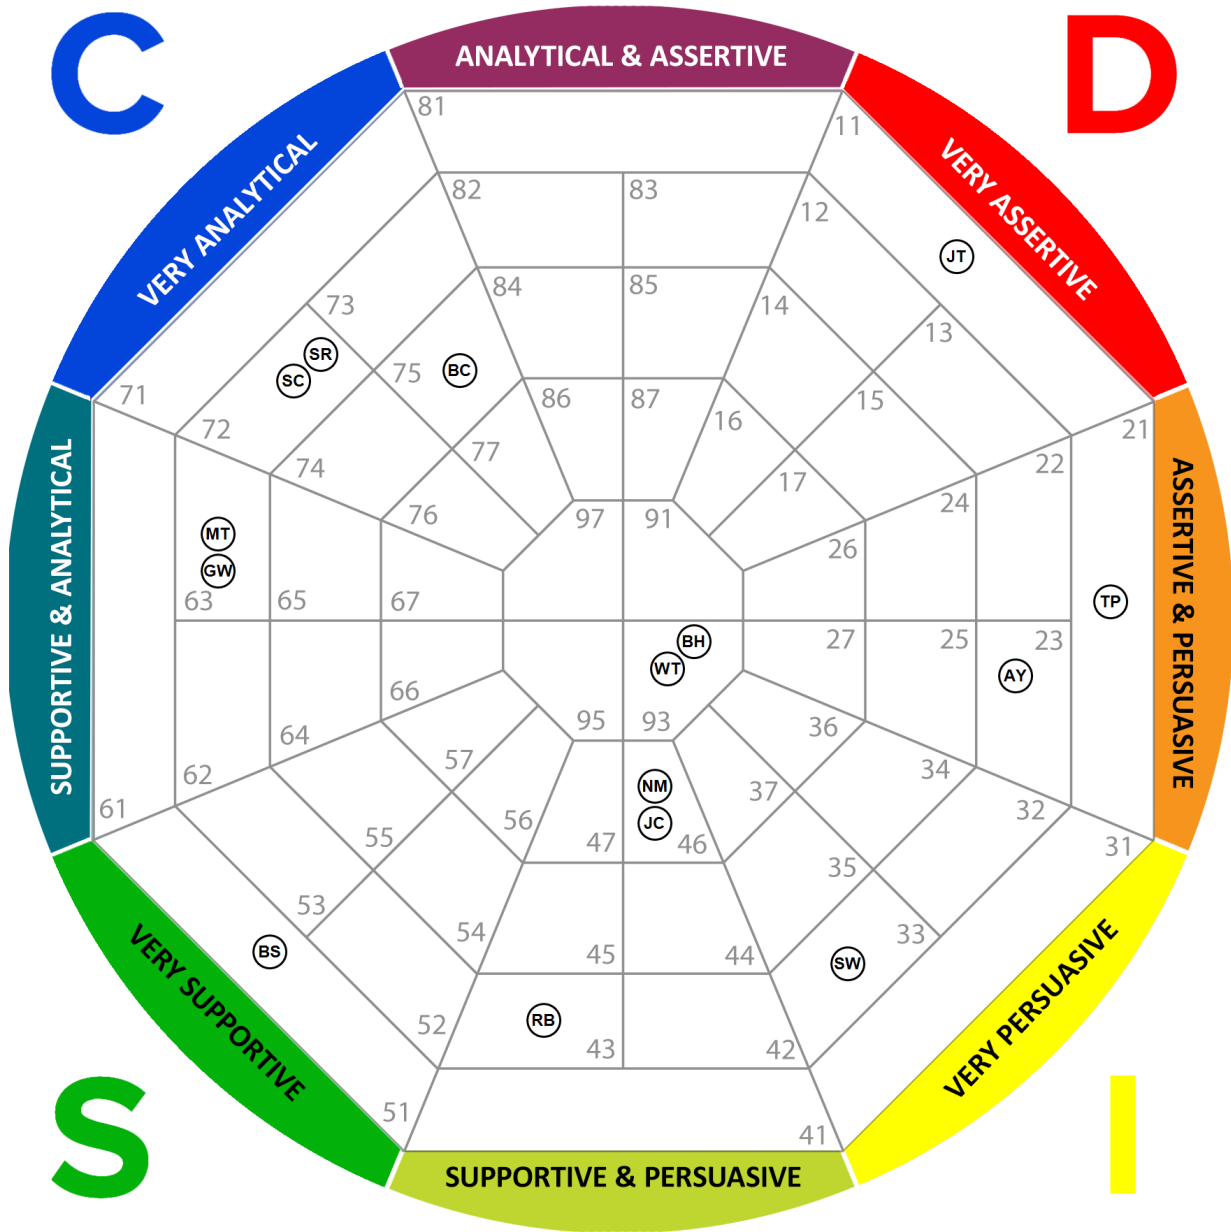 C
D
ANALYTICAL & ASSERTIVE
VERY ANALYTICAL
VERY ASSERTIVE
81
11
82
83
12
JT
84
85
14
73
13
SR
SC
75
BC
71
72
86
87
16
15
21
74
77
17
22
76
97
91
24
26
SUPPORTIVE & ANALYTICAL
ASSERTIVE & PERSUASIVE
MT
GW
63
65
67
TP
BH
WT
27
25
23
AY
66
95
93
36
64
57
34
62
NM
37
61
56
JC
32
55
47
46
31
35
53
33
54
45
44
BS
SW
52
RB
43
42
51
41
VERY SUPPORTIVE
VERY PERSUASIVE
SUPPORTIVE & PERSUASIVE
S
I